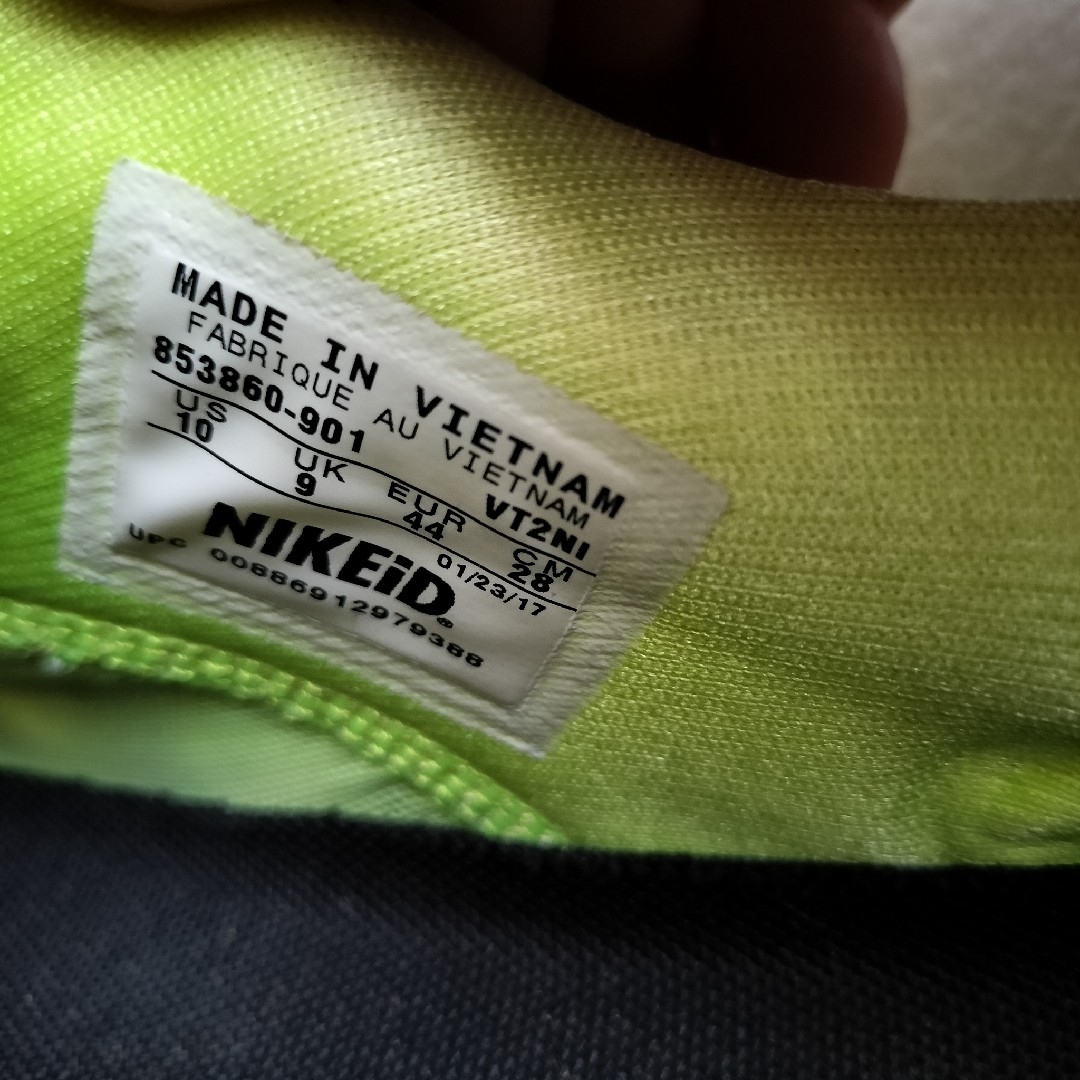 MADE IN VIETNAM
FABRIQUE AU VIETNAM
853860-901 VT2NI
US UK EUR CM
10 9 44 28
01/23/17
NIKEiD®
UPC 00886912979388